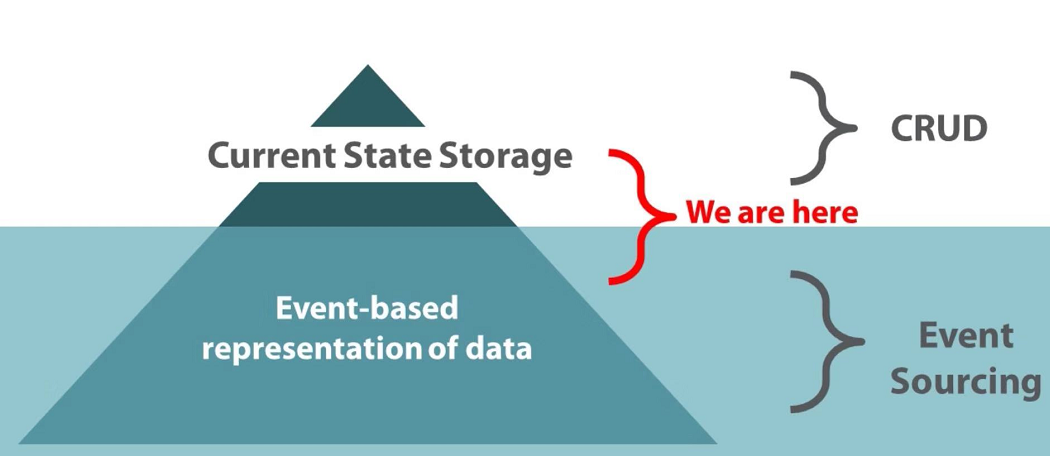 CRUD
Current State Storage
We are here
Event-based
representation of data
Event
Sourcing